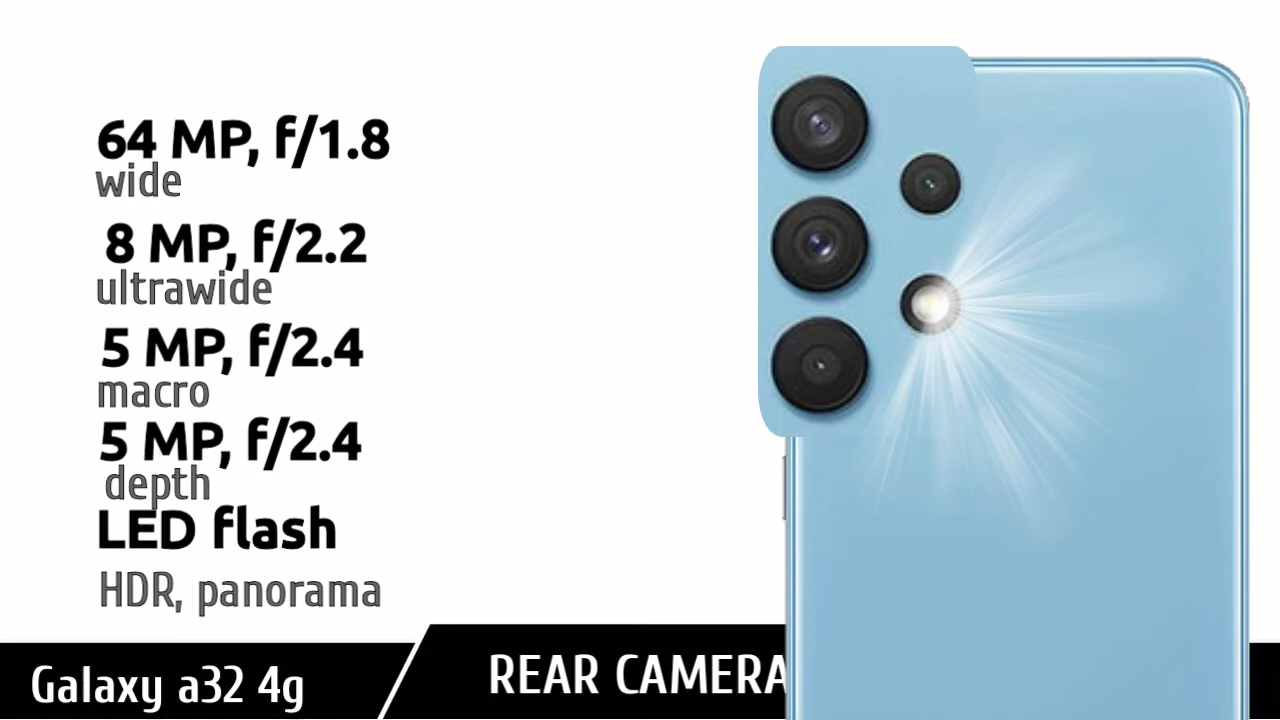 64 MP, f/1.8
wide
8 MP, f/2.2
ultrawide
5 MP, f/2.4
macro
5 MP, f/2.4
depth
LED flash
HDR, panorama
Galaxy a32 4g
REAR CAMERA